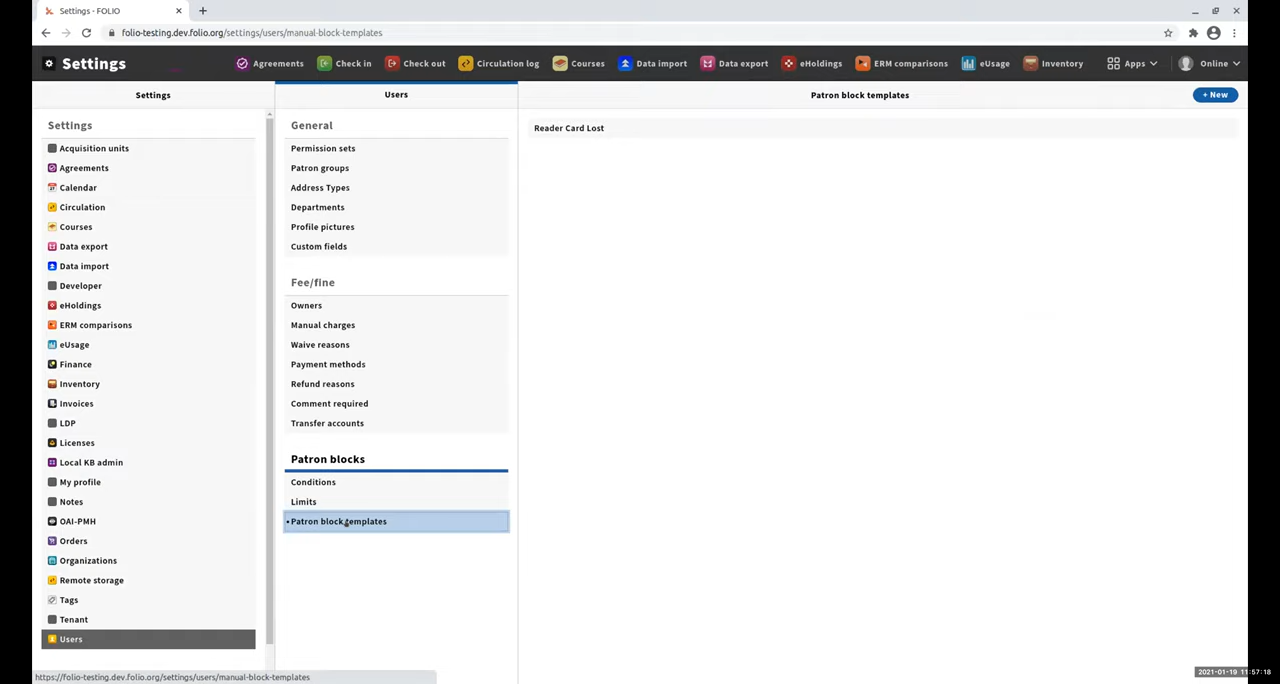 Settings - FOLIO
folio-testing.dev.folio.org/settings/users/manual-block-templates
Settings
Agreements
Check in
Check out
Circulation log
Courses
Data import
Data export
eHoldings
ERM comparisons
eUsage
Inventory
Apps
Online
Settings
Users
Patron block templates
+ New
Settings
Acquisition units
Agreements
Calendar
Circulation
Courses
Data export
Data import
Developer
eHoldings
ERM comparisons
eUsage
Finance
Inventory
Invoices
LDP
Licenses
Local KB admin
My profile
Notes
OAI-PMH
Orders
Organizations
Remote storage
Tags
Tenant
Users
General
Permission sets
Patron groups
Address Types
Departments
Profile pictures
Custom fields
Fee/fine
Owners
Manual charges
Waive reasons
Payment methods
Refund reasons
Comment required
Transfer accounts
Patron blocks
Conditions
Limits
• Patron block templates
Reader Card Lost
https://folio-testing.dev.folio.org/settings/users/manual-block-templates
2021-01-19 11:57:18